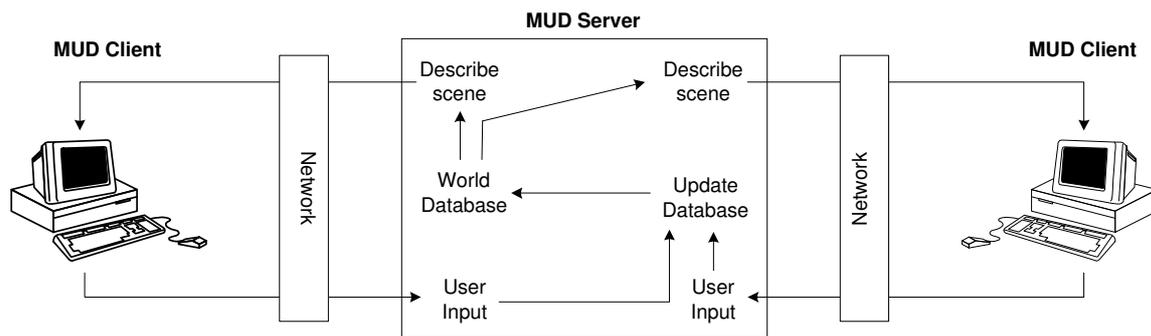 MUD Server
MUD Client
MUD Client
Describe
scene
Describe
scene
Network
Network
World
Database
Update
Database
User
Input
User
Input